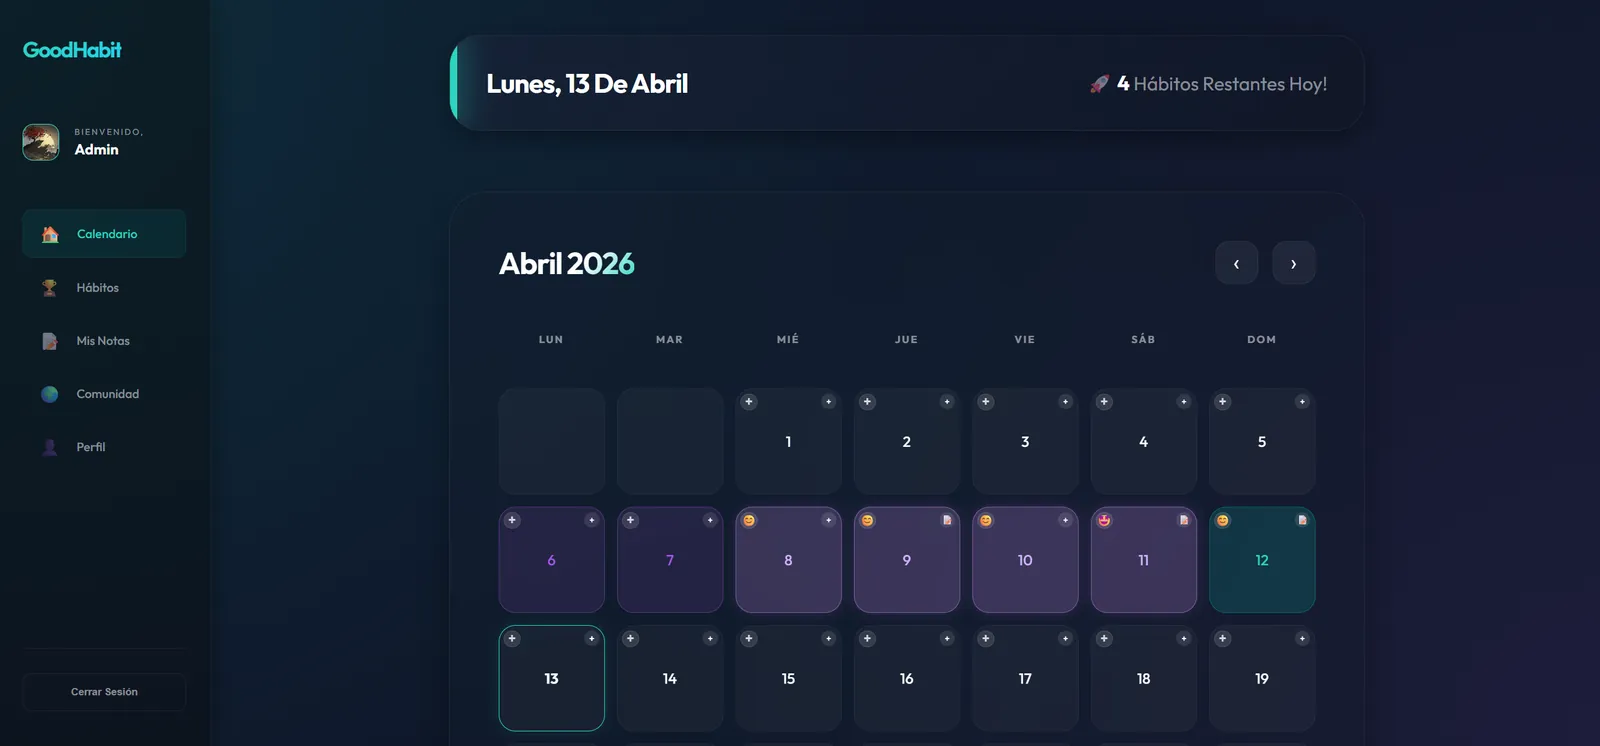 GoodHabit
BIENVENIDO,
Admin
Calendario
Hábitos
Mis Notas
Comunidad
Perfil
Cerrar Sesión
Lunes, 13 De Abril
🚀 4 Hábitos Restantes Hoy!
Abril 2026
‹ ›
LUN MAR MIÉ JUE VIE SÁB DOM
1 2 3 4 5
6 7 8 9 10 11 12
13 14 15 16 17 18 19